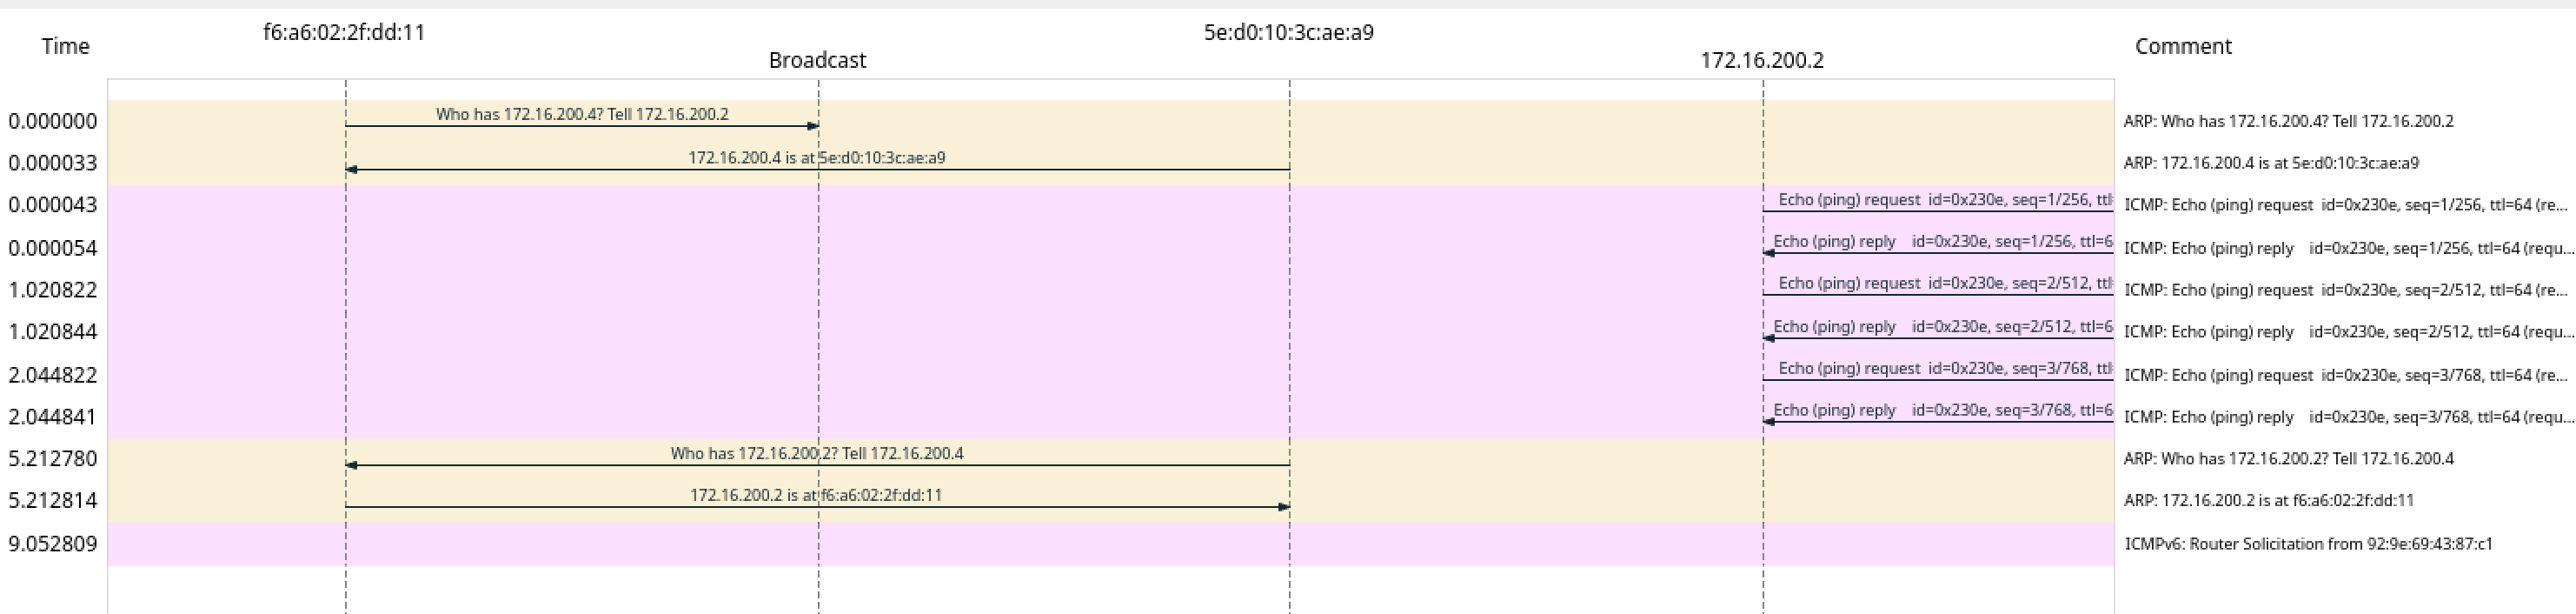 Time f6:a6:02:2f:dd:11 Broadcast 5e:d0:10:3c:ae:a9 172.16.200.2 Comment
0.000000 Who has 172.16.200.4? Tell 172.16.200.2 ARP: Who has 172.16.200.4? Tell 172.16.200.2
0.000033 172.16.200.4 is at 5e:d0:10:3c:ae:a9 ARP: 172.16.200.4 is at 5e:d0:10:3c:ae:a9
0.000043 Echo (ping) request id=0x230e, seq=1/256, ttl ICMP: Echo (ping) request id=0x230e, seq=1/256, ttl=64 (re...
0.000054 Echo (ping) reply id=0x230e, seq=1/256, ttl=6 ICMP: Echo (ping) reply id=0x230e, seq=1/256, ttl=64 (requ...
1.020822 Echo (ping) request id=0x230e, seq=2/512, ttl ICMP: Echo (ping) request id=0x230e, seq=2/512, ttl=64 (re...
1.020844 Echo (ping) reply id=0x230e, seq=2/512, ttl=6 ICMP: Echo (ping) reply id=0x230e, seq=2/512, ttl=64 (requ...
2.044822 Echo (ping) request id=0x230e, seq=3/768, ttl ICMP: Echo (ping) request id=0x230e, seq=3/768, ttl=64 (re...
2.044841 Echo (ping) reply id=0x230e, seq=3/768, ttl=6 ICMP: Echo (ping) reply id=0x230e, seq=3/768, ttl=64 (requ...
5.212780 Who has 172.16.200.2? Tell 172.16.200.4 ARP: Who has 172.16.200.2? Tell 172.16.200.4
5.212814 172.16.200.2 is at f6:a6:02:2f:dd:11 ARP: 172.16.200.2 is at f6:a6:02:2f:dd:11
9.052809 ICMPv6: Router Solicitation from 92:9e:69:43:87:c1